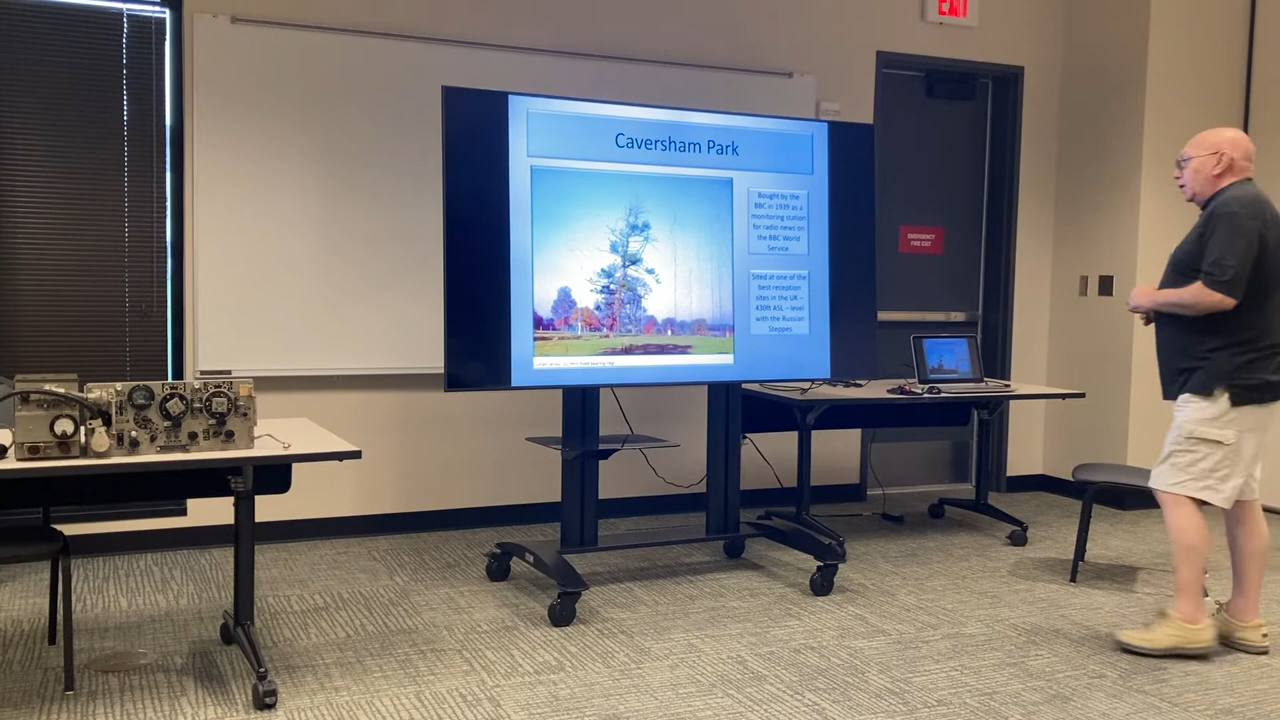 EXIT
Caversham Park
Bought by the
BBC in 1939 as a
monitoring station
for radio news on
the BBC World
Service
Sited at one of the
best reception
sites in the UK –
430ft ASL – level
with the Russian
Steppes
EMERGENCY
FIRE EXIT